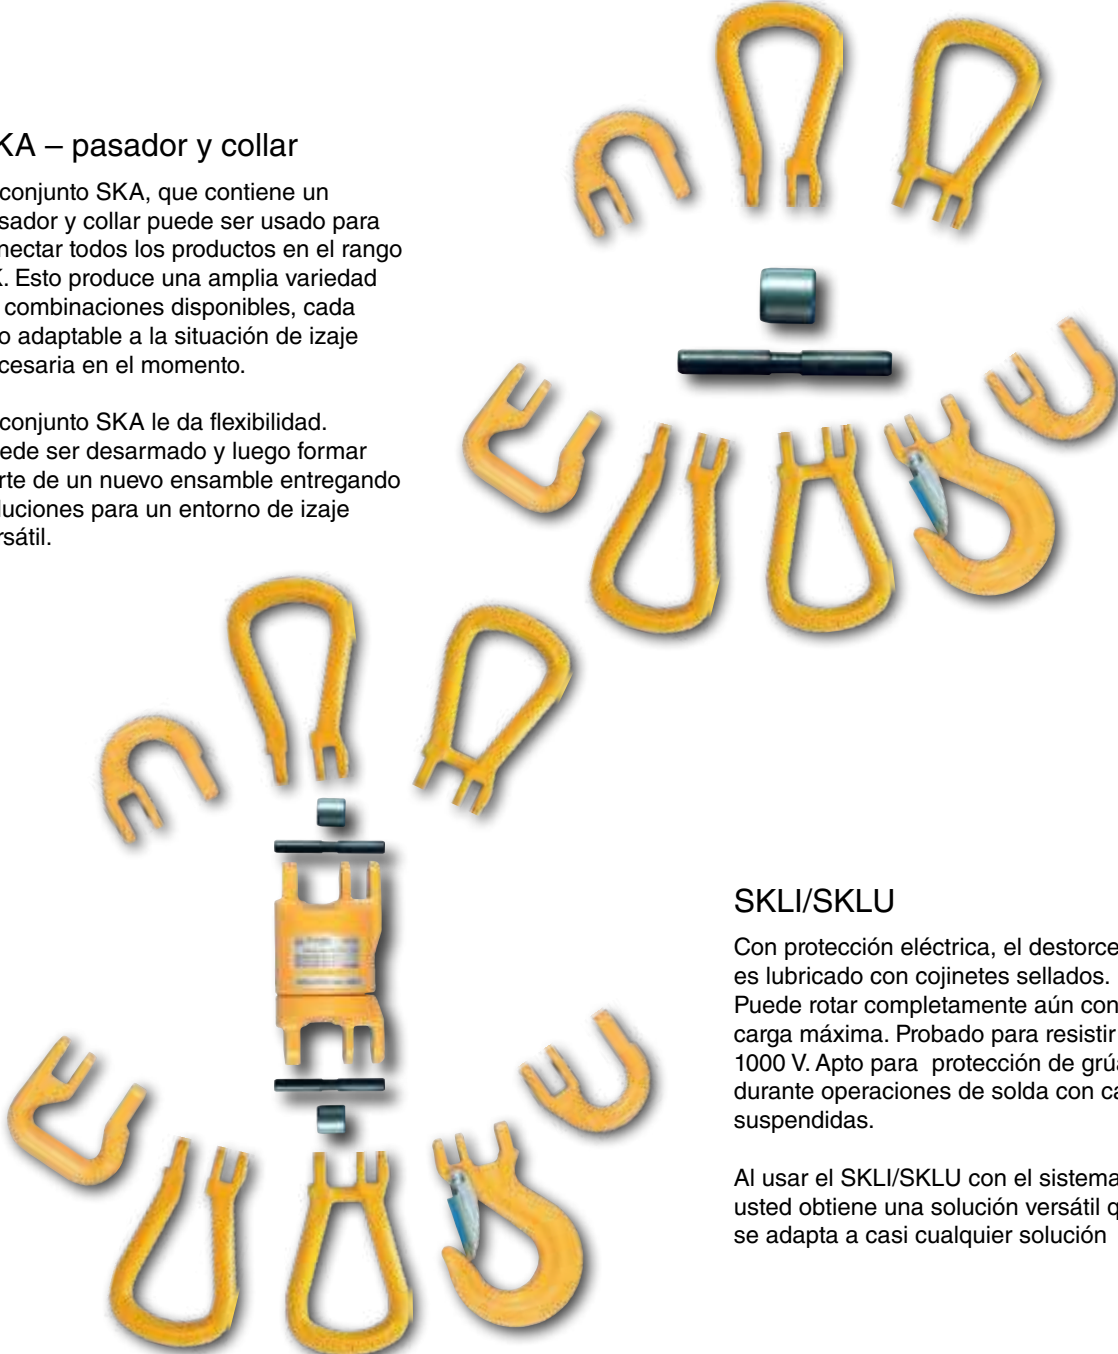 KA – pasador y collar
conjunto SKA, que contiene un
sador y collar puede ser usado para
nectar todos los productos en el rango
K. Esto produce una amplia variedad
combinaciones disponibles, cada
o adaptable a la situación de izaje
cesaria en el momento.
conjunto SKA le da flexibilidad.
ede ser desarmado y luego formar
rte de un nuevo ensamble entregando
luciones para un entorno de izaje
rsátil.
SKLI/SKLU
Con protección eléctrica, el destorce
es lubricado con cojinetes sellados.
Puede rotar completamente aún con
carga máxima. Probado para resistir
1000 V. Apto para protección de grúa
durante operaciones de solda con ca
suspendidas.
Al usar el SKLI/SKLU con el sistema
usted obtiene una solución versátil q
se adapta a casi cualquier solución